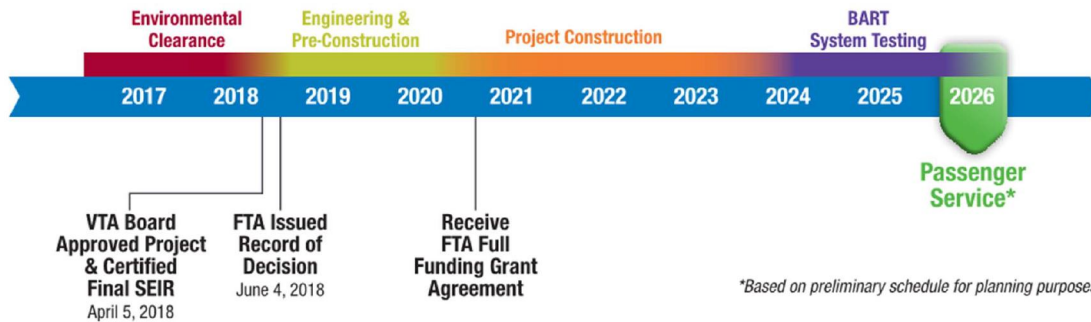 Environmental
Clearance
Engineering &
Pre-Construction
Project Construction
BART
System Testing
2017 2018 2019 2020 2021 2022 2023 2024 2025 2026
VTA Board
Approved Project
& Certified
Final SEIR
April 5, 2018
FTA Issued
Record of
Decision
June 4, 2018
Receive
FTA Full
Funding Grant
Agreement
Passenger
Service*
*Based on preliminary schedule for planning purposes